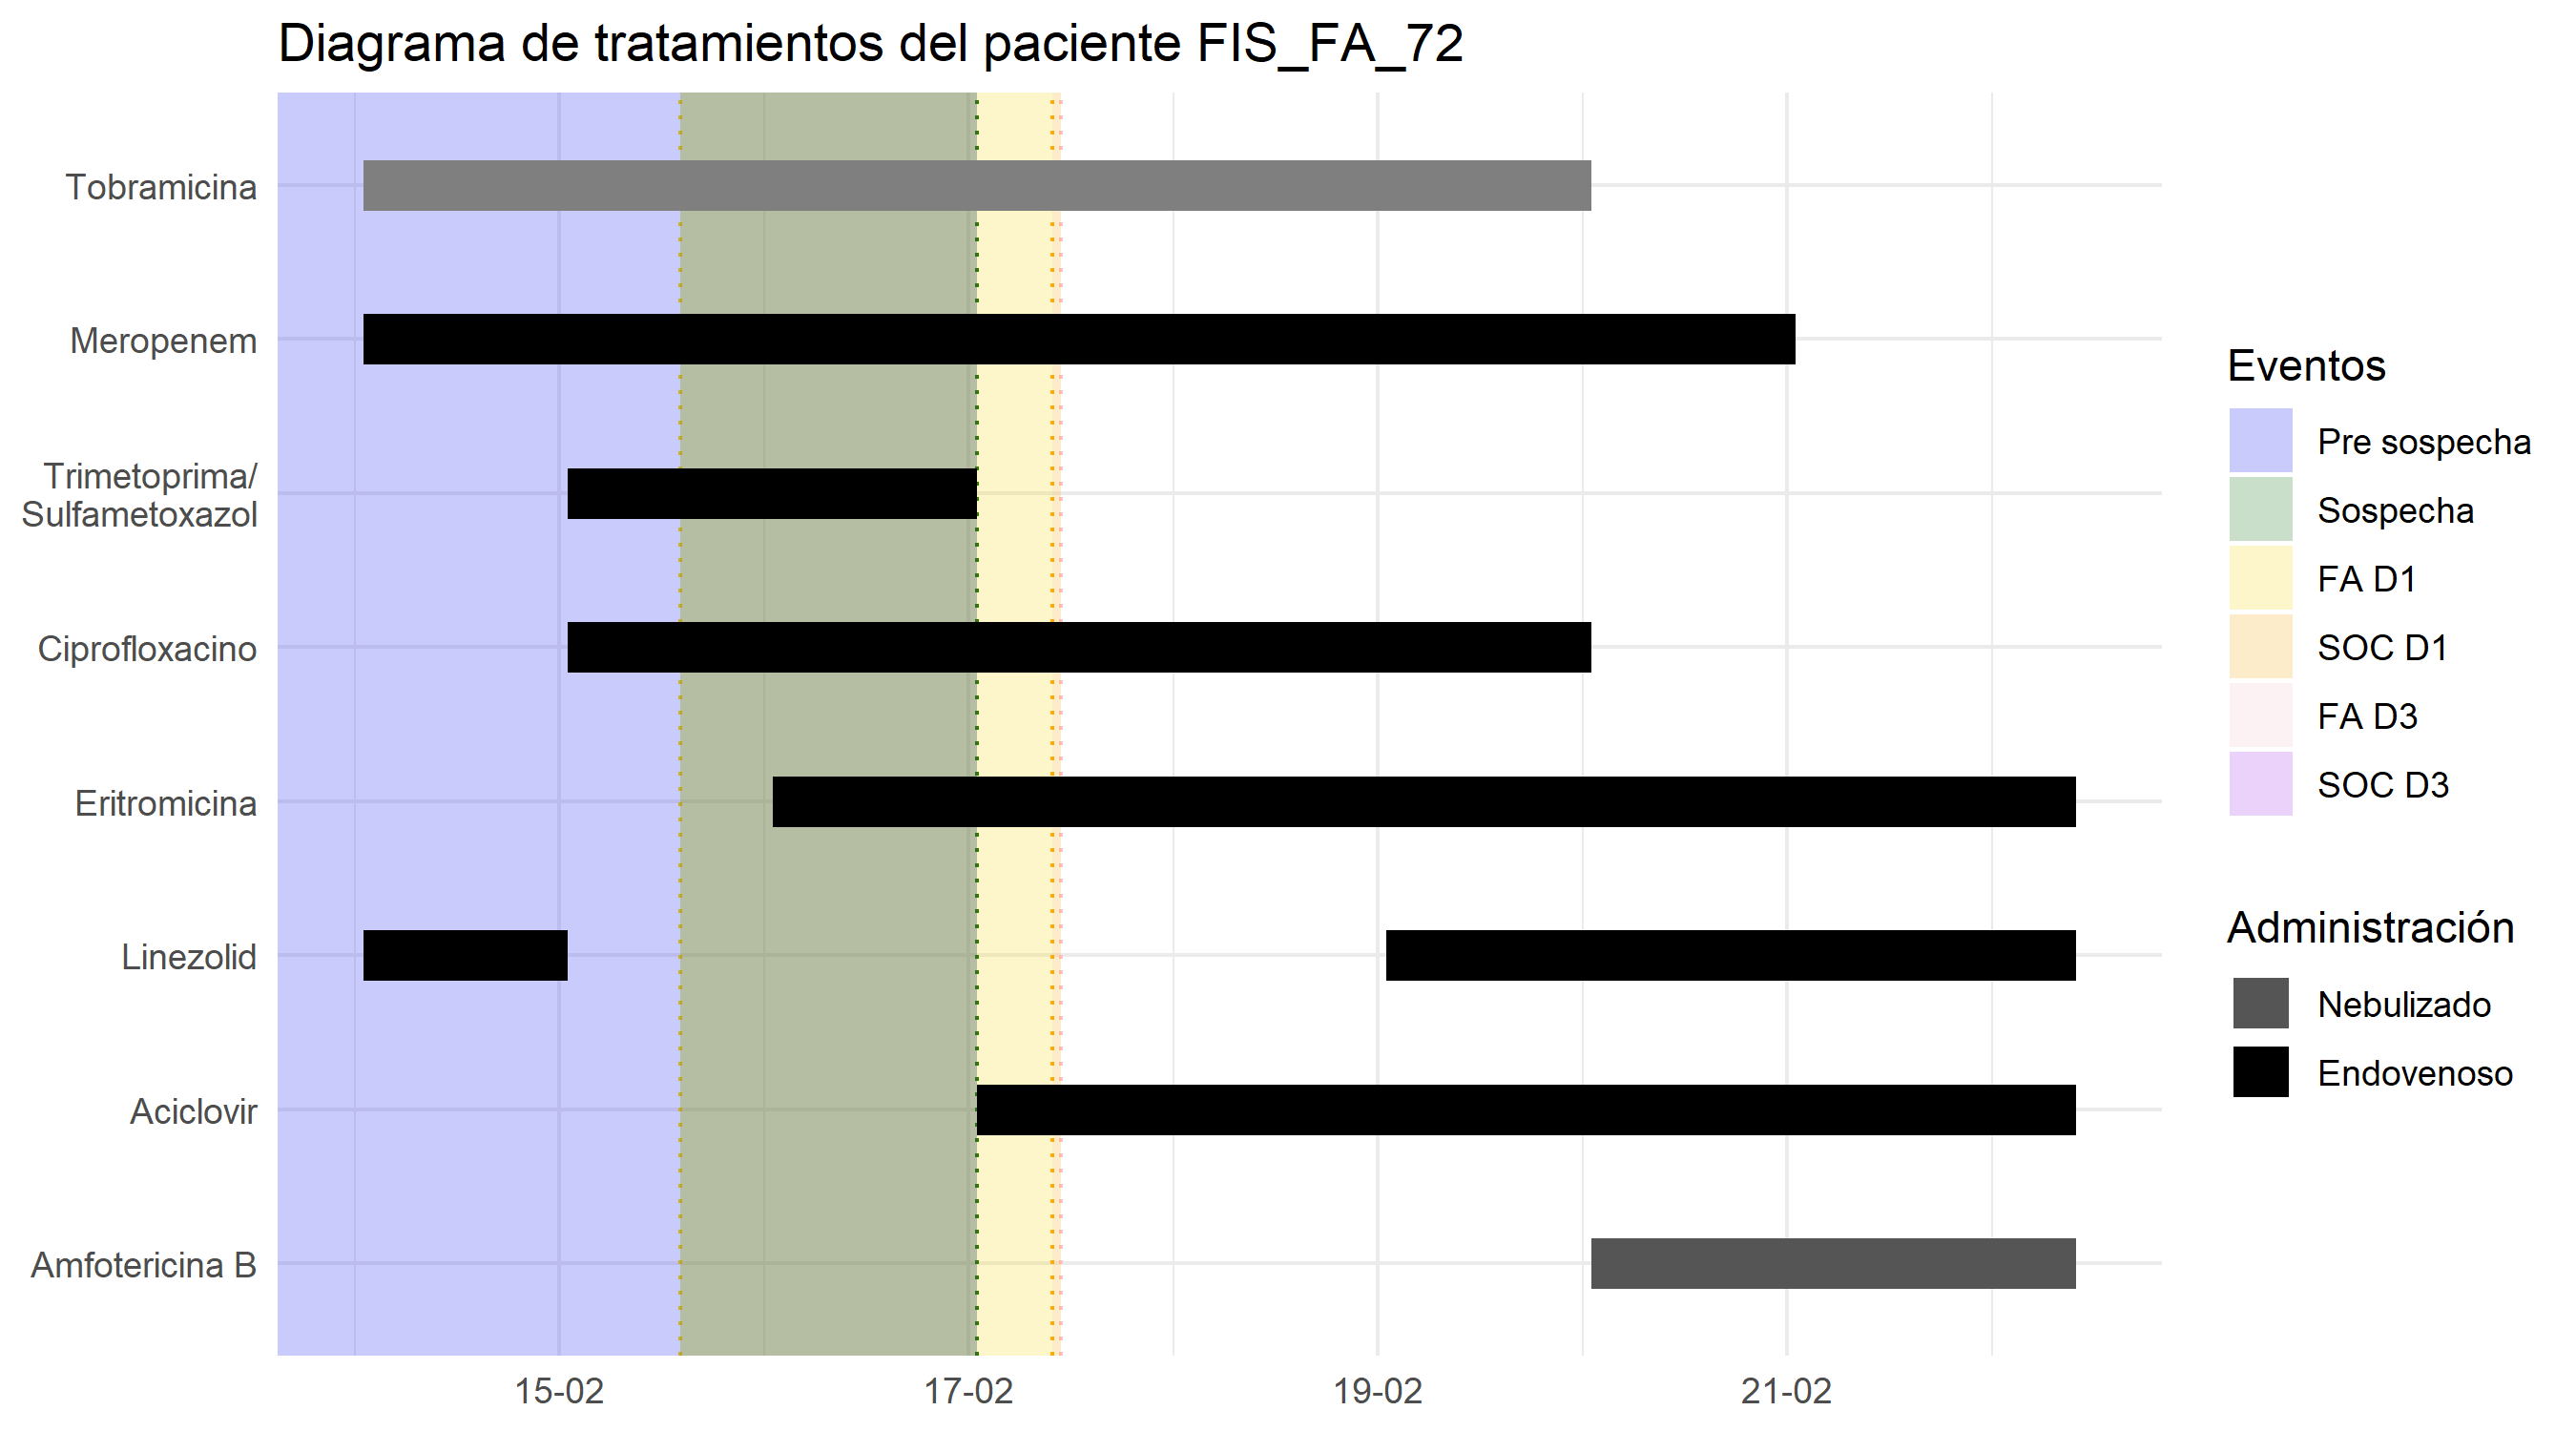 Diagrama de tratamientos del paciente FIS_FA_72
Tobramicina
Meropenem
Trimetoprima/
Sulfametoxazol
Ciprofloxacino
Eritromicina
Linezolid
Aciclovir
Amfotericina B
15-02
17-02
19-02
21-02
Eventos
Pre sospecha
Sospecha
FA D1
SOC D1
FA D3
SOC D3
Administración
Nebulizado
Endovenoso